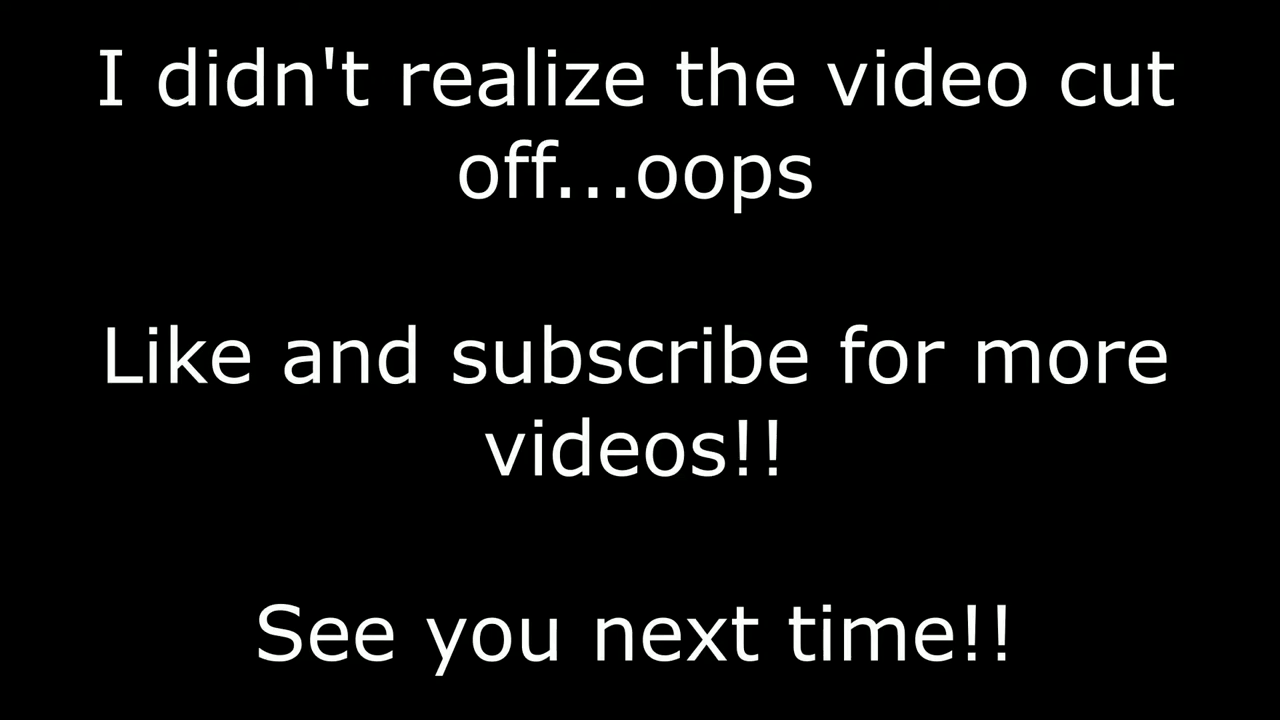 I didn't realize the video cut
off...oops
Like and subscribe for more
videos!!
See you next time!!